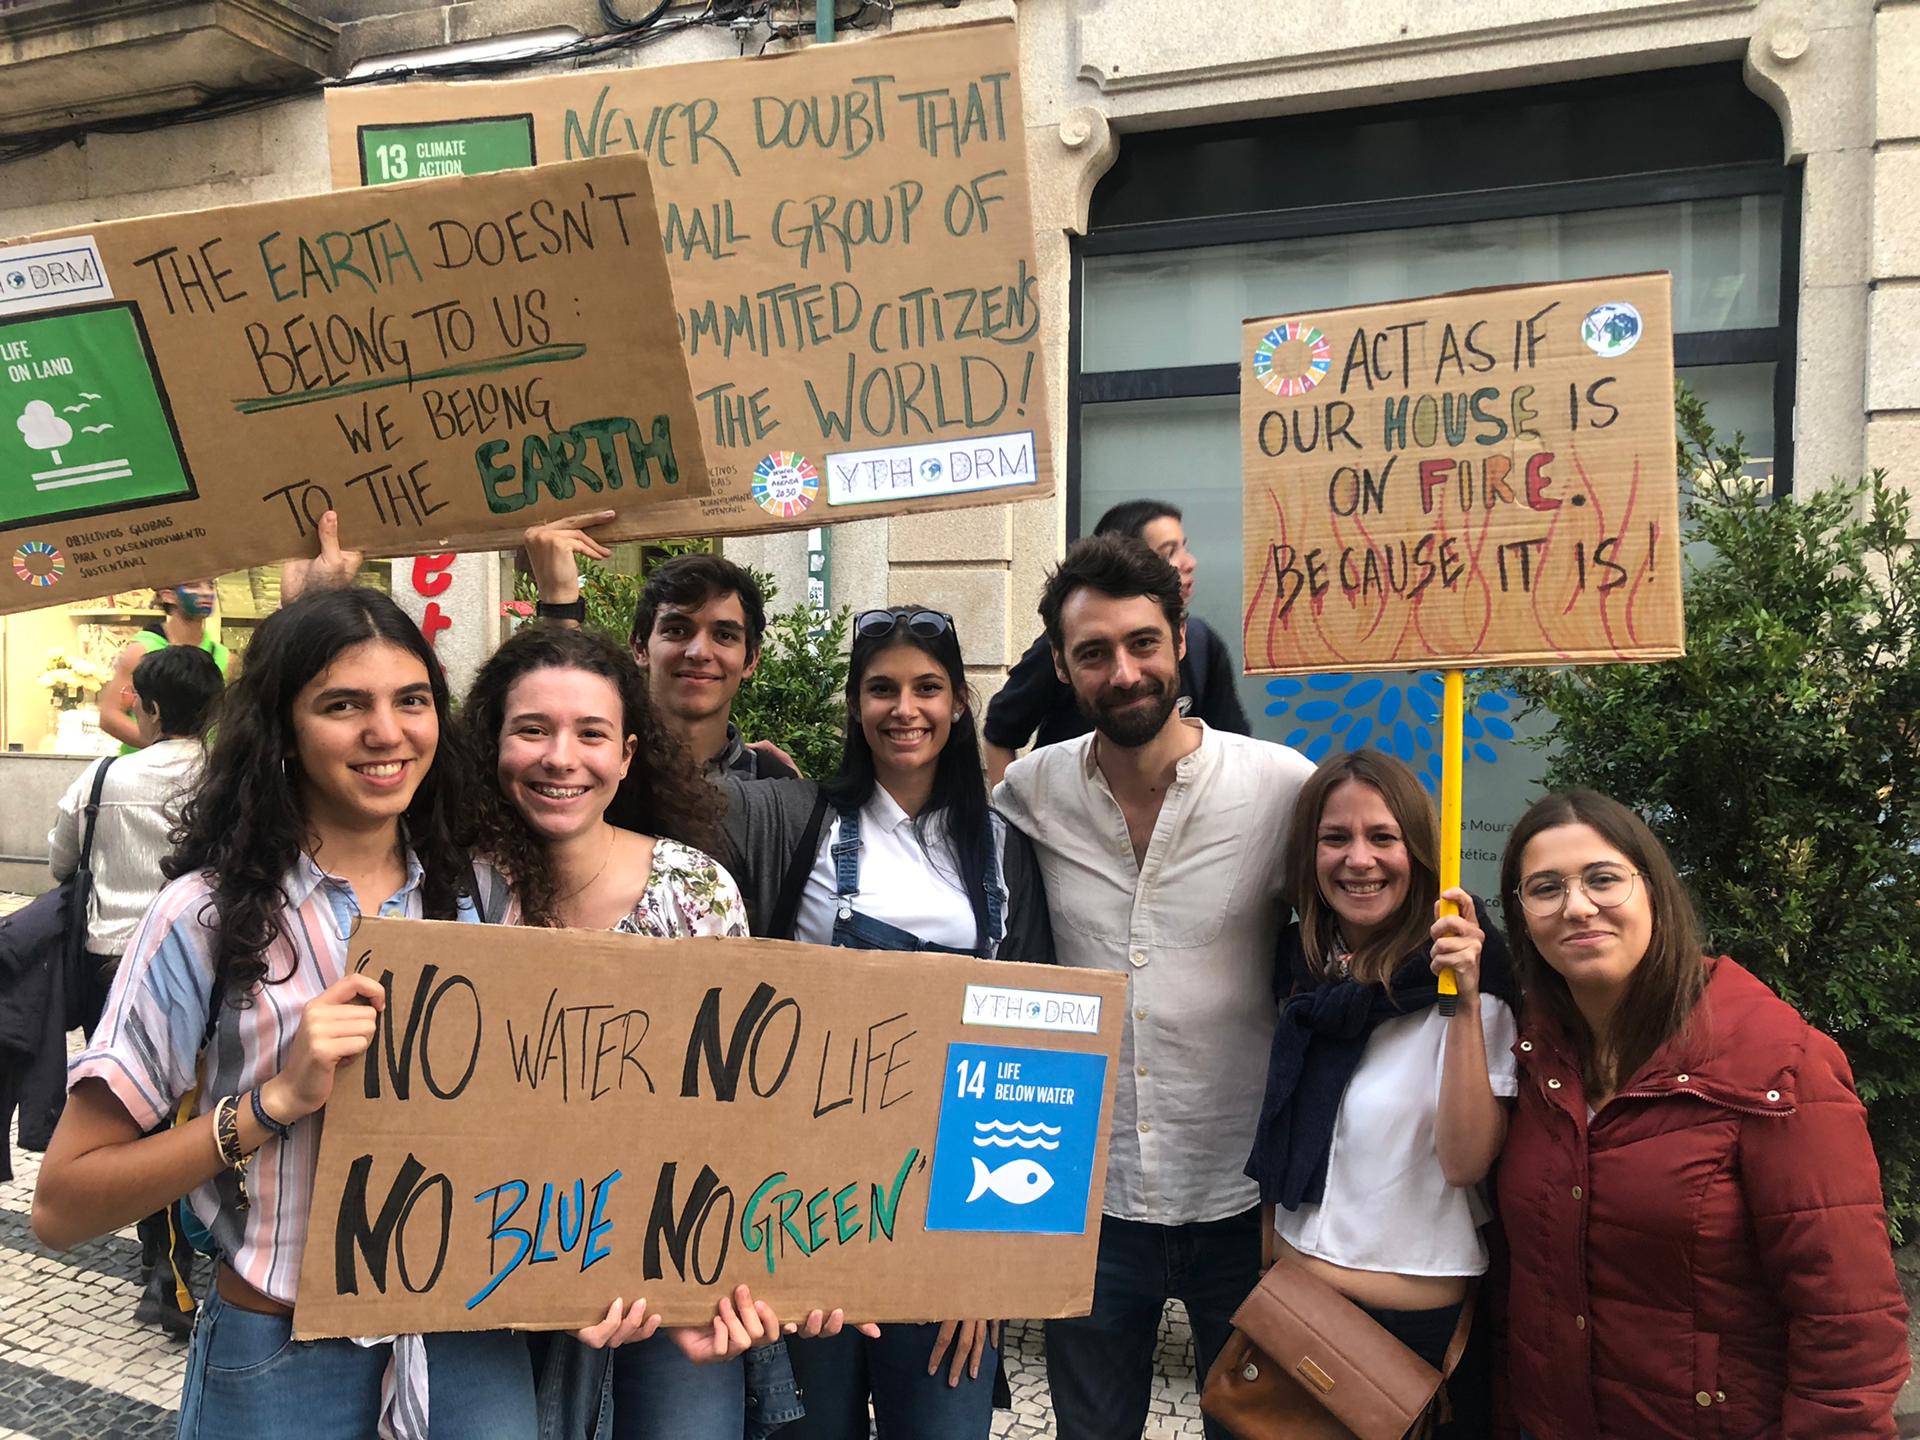 13 CLIMATE
ACTION
NEVER DOUBT THAT
GROUP OF
CITIZENS
THE WORLD!
AGENDA
2030
YTH DRM
DRM
LIFE
ON LAND
THE EARTH DOESN'T
BELONG TO US:
WE BELONG
TO THE EARTH
OBJECTIVOS GLOBAIS
PARA O DESENVOLVIMENTO
SUSTENTÁVEL
ACT AS IF
OUR HOUSE IS
ON FIRE.
BECAUSE IT IS!
"NO WATER NO LIFE
NO BLUE NO GREEN"
YTH DRM
14 LIFE
BELOW WATER
Moura